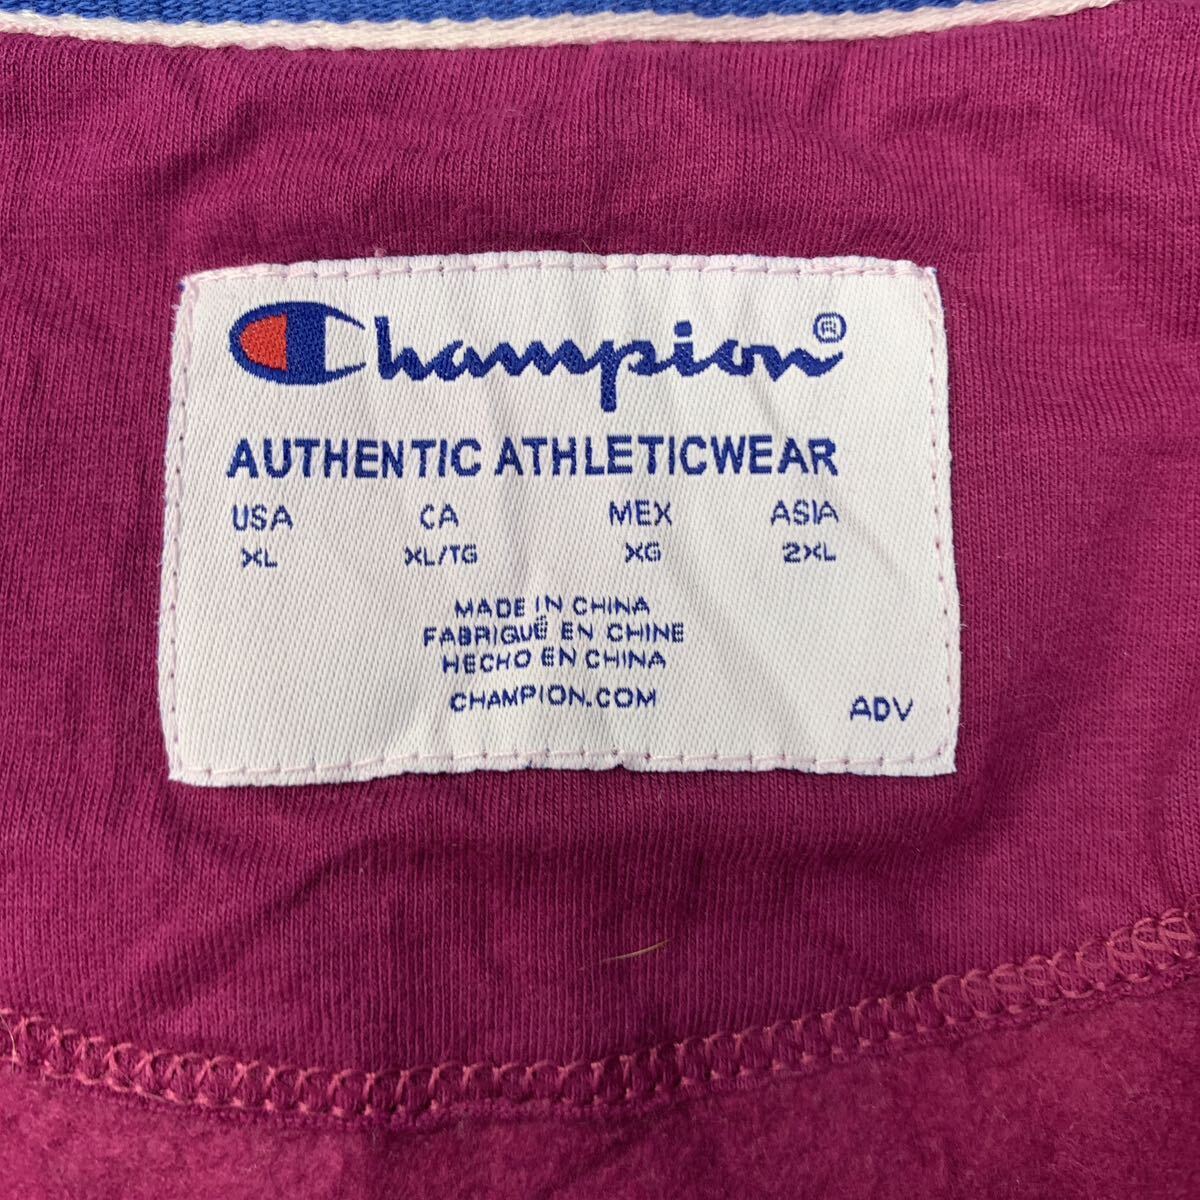 Champion®
AUTHENTIC ATHLETICWEAR
USA CA MEX ASIA
XL XL/TG XG 2XL
MADE IN CHINA
FABRIQUÉ EN CHINE
HECHO EN CHINA
CHAMPION.COM
ADV